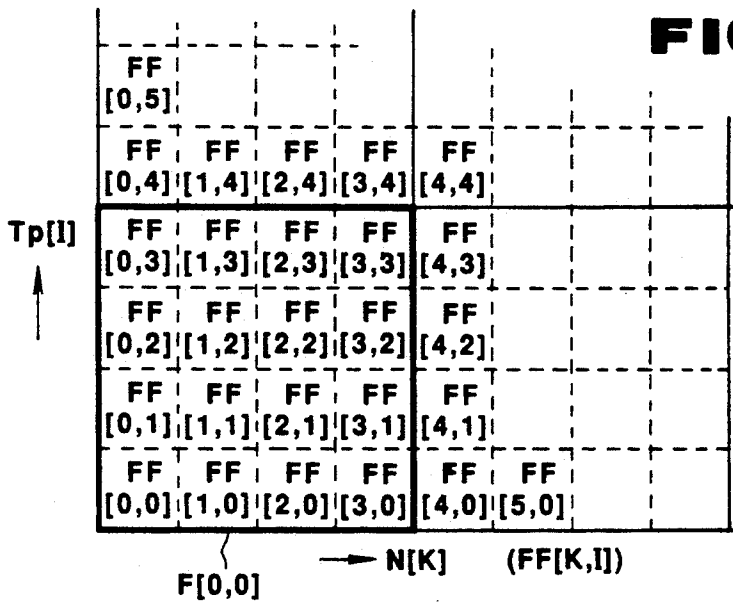 FI
FF
[0,5]
FF FF FF FF FF
[0,4] [1,4] [2,4] [3,4] [4,4]
Tp[I]
FF FF FF FF FF
[0,3] [1,3] [2,3] [3,3] [4,3]
FF FF FF FF FF
[0,2] [1,2] [2,2] [3,2] [4,2]
FF FF FF FF FF
[0,1] [1,1] [2,1] [3,1] [4,1]
FF FF FF FF FF FF
[0,0] [1,0] [2,0] [3,0] [4,0] [5,0]
N[K] (FF[K,I])
F[0,0]